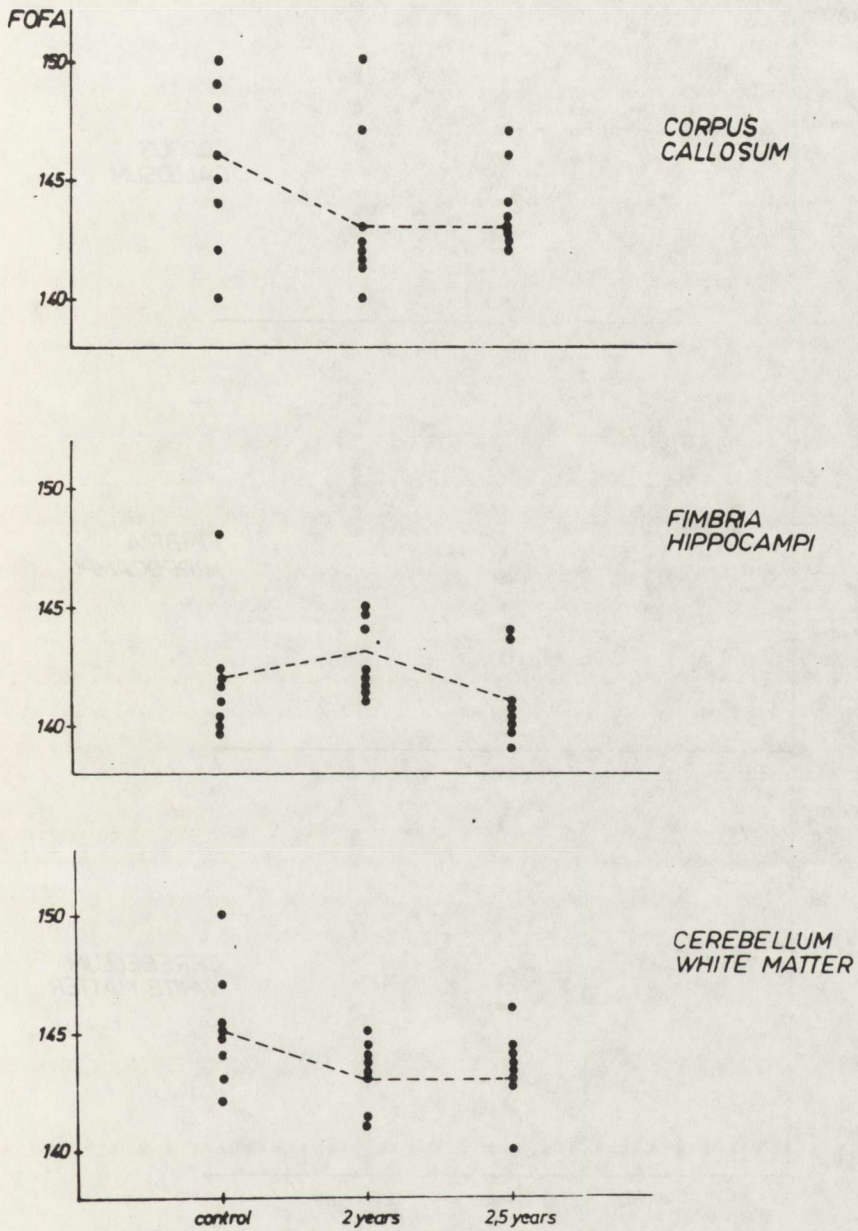 FOFA
150
145
140
CORPUS
CALLOSUM
150
145
140
FIMBRIA
HIPPOCAMPI
150
145
140
CEREBELLUM
WHITE MATTER
control 2 years 2,5 years